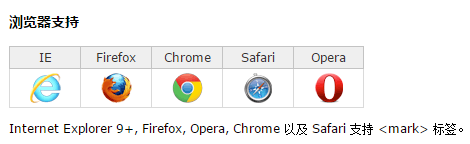 浏览器支持
IE Firefox Chrome Safari Opera
Internet Explorer 9+, Firefox, Opera, Chrome 以及 Safari 支持 <mark> 标签。